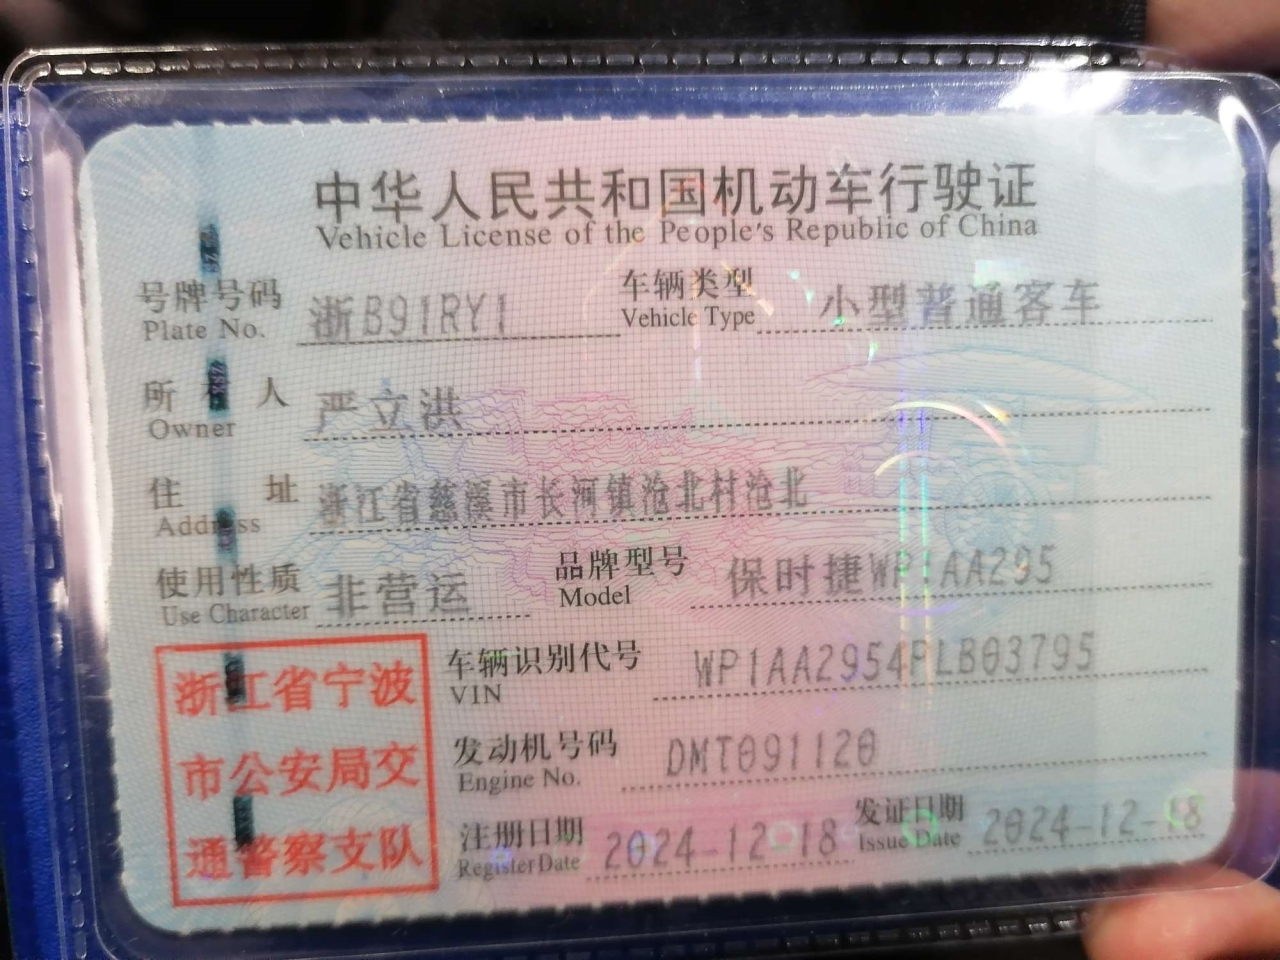 中华人民共和国机动车行驶证
Vehicle License of the People's Republic of China
号牌号码 浙B91RY1 车辆类型 小型普通客车
Plate No. Vehicle Type
所有人 严立洪
Owner
住址 浙江省慈溪市长河镇沧北村沧北
Address
使用性质 非营运 品牌型号 保时捷WP1AA295
Use Character Model
浙江省宁波
市公安局交
通警察支队
车辆识别代号 WP1AA2954PLB03795
VIN
发动机号码 DMT091120
Engine No.
注册日期 2024-12-18 发证日期 2024-12-18
Register Date Issue Date